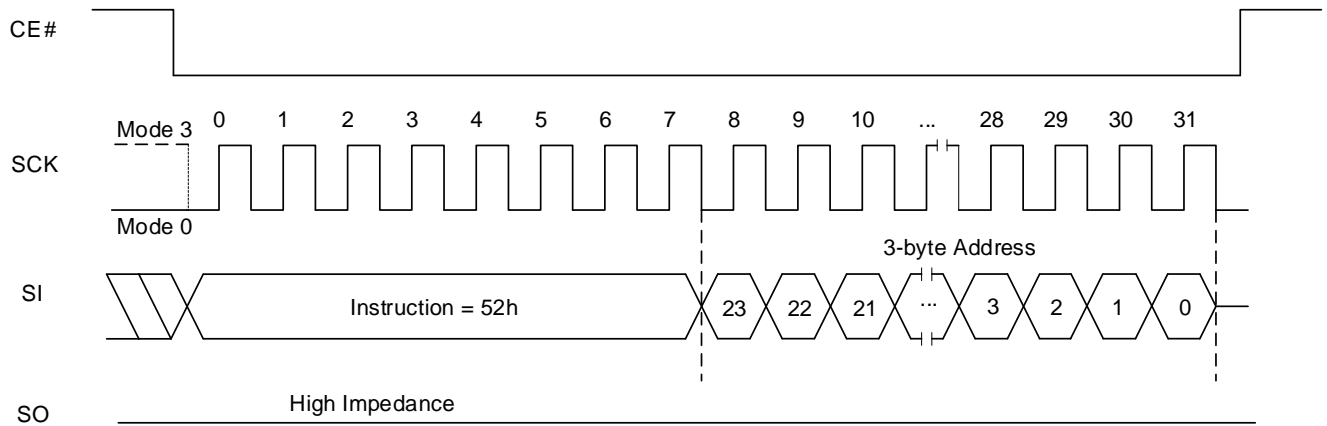 CE#
Mode 3
0 1 2 3 4 5 6 7 8 9 10 ... 28 29 30 31
SCK
Mode 0
3-byte Address
SI
Instruction = 52h
23 22 21 ... 3 2 1 0
High Impedance
SO